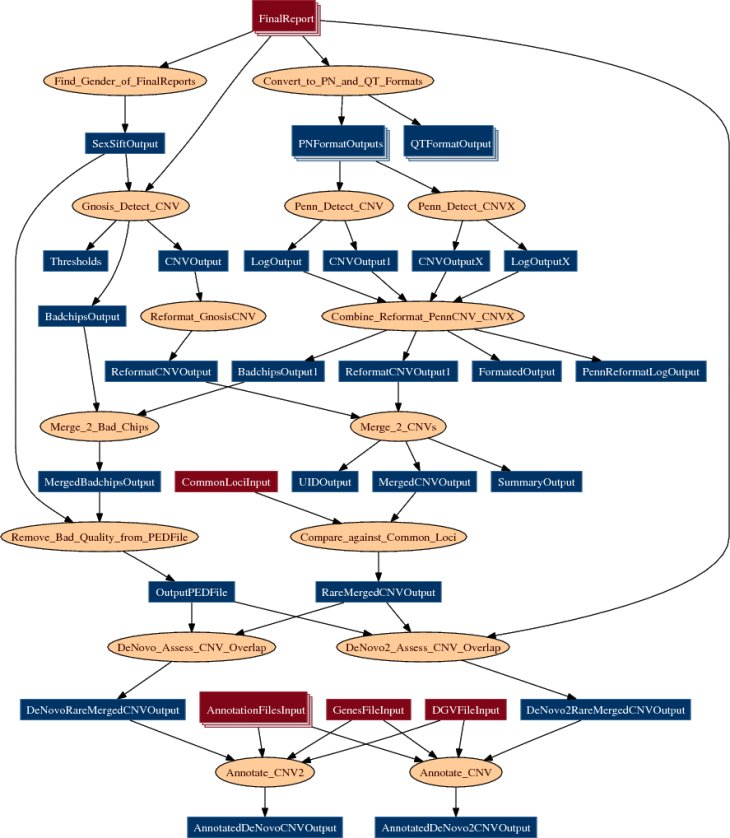 FinalReport
Find_Gender_of_FinalReports
Convert_to_PN_and_QT_Formats
SexSiftOutput
PNFormatOutputs
QTFormatOutput
Gnosis_Detect_CNV
Penn_Detect_CNV
Penn_Detect_CNVX
Thresholds
CNVOutput
LogOutput
CNVOutput1
CNVOutputX
LogOutputX
BadchipsOutput
Reformat_GnosisCNV
Combine_Reformat_PennCNV_CNVX
ReformatCNVOutput
BadchipsOutput1
ReformatCNVOutput1
FormatedOutput
PennReformatLogOutput
Merge_2_Bad_Chips
Merge_2_CNVs
MergedBadchipsOutput
CommonLociInput
UIDOutput
MergedCNVOutput
SummaryOutput
Remove_Bad_Quality_from_PEDFile
Compare_against_Common_Loci
OutputPEDFile
RareMergedCNVOutput
DeNovo_Assess_CNV_Overlap
DeNovo2_Assess_CNV_Overlap
DeNovoRareMergedCNVOutput
AnnotationFilesInput
GenesFileInput
DGVFileInput
DeNovo2RareMergedCNVOutput
Annotate_CNV2
Annotate_CNV
AnnotatedDeNovoCNVOutput
AnnotatedDeNovo2CNVOutput